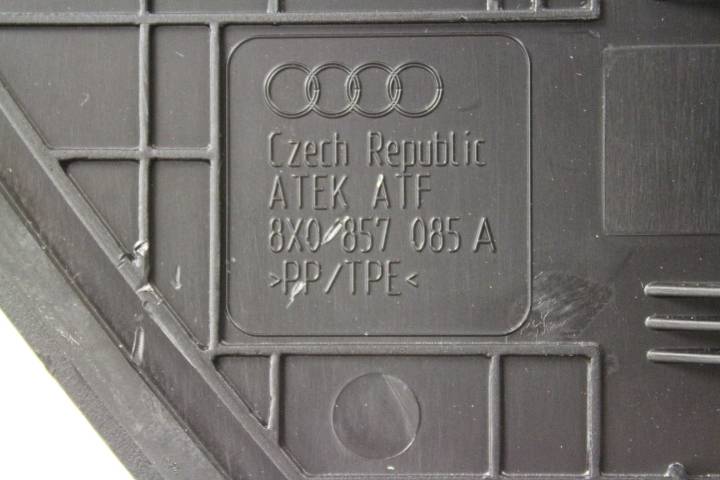 Czech Republic
ATEK ATF
8X0 857 085 A
>PP/TPE<